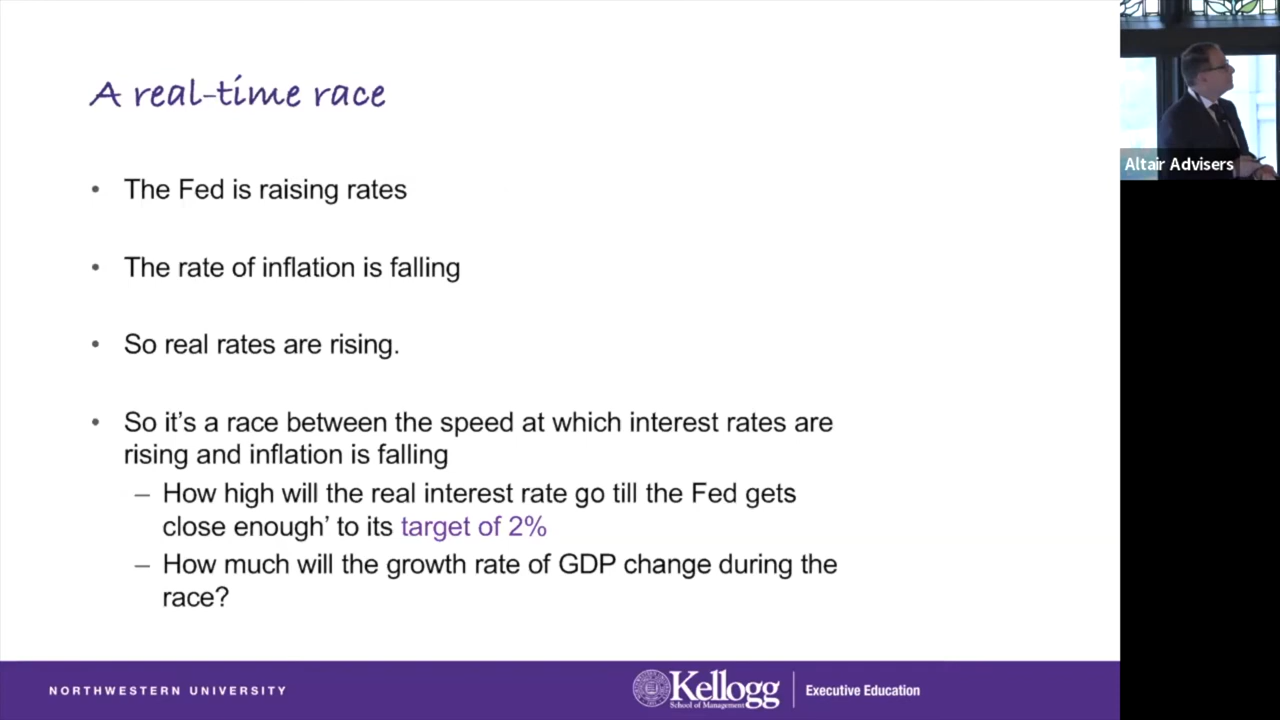 A real-time race
• The Fed is raising rates
• The rate of inflation is falling
• So real rates are rising.
• So it’s a race between the speed at which interest rates are
rising and inflation is falling
– How high will the real interest rate go till the Fed gets
close enough’ to its target of 2%
– How much will the growth rate of GDP change during the
race?
Altair Advisers
NORTHWESTERN UNIVERSITY
Kellogg
School of Management
Executive Education